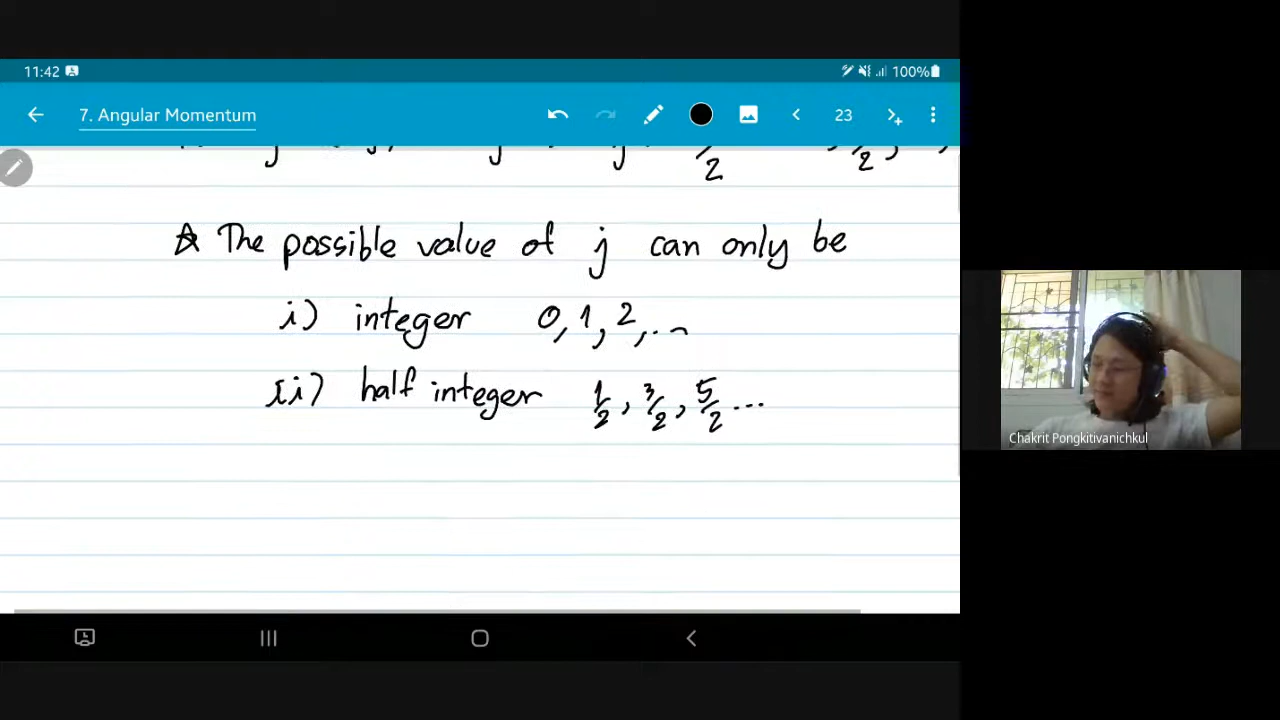 11:42 100%
7. Angular Momentum 23
☆ The possible value of j can only be
i) integer 0, 1, 2, ...
ii) half integer 1/2, 3/2, 5/2 ...
Chakrit Pongkitivanichkul